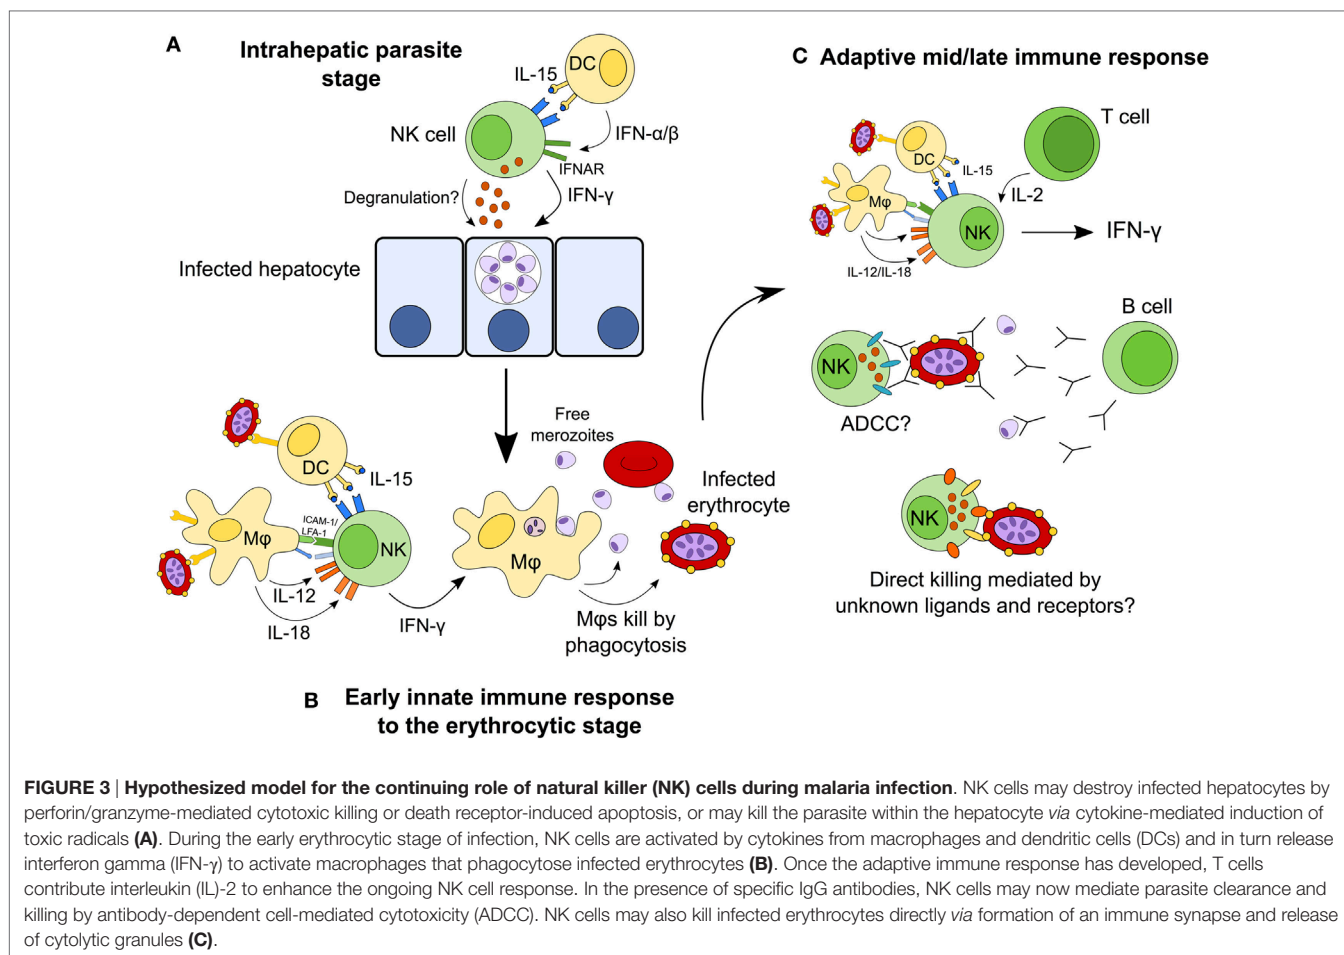 A
Intrahepatic parasite
stage
DC
IL-15
NK cell
IFN-α/β
IFNAR
Degranulation?
IFN-γ
Infected hepatocyte
DC
IL-15
ICAM-1/
LFA-1
Mφ
NK
IL-12
IL-18
IFN-γ
Free
merozoites
Infected
erythrocyte
Mφ
Mφs kill by
phagocytosis
B
Early innate immune response
to the erythrocytic stage
C
Adaptive mid/late immune response
T cell
DC
IL-15
IL-2
Mφ
NK
IFN-γ
IL-12/IL-18
B cell
NK
ADCC?
NK
Direct killing mediated by
unknown ligands and receptors?
FIGURE 3 | Hypothesized model for the continuing role of natural killer (NK) cells during malaria infection. NK cells may destroy infected hepatocytes by
perforin/granzyme-mediated cytotoxic killing or death receptor-induced apoptosis, or may kill the parasite within the hepatocyte via cytokine-mediated induction of
toxic radicals (A). During the early erythrocytic stage of infection, NK cells are activated by cytokines from macrophages and dendritic cells (DCs) and in turn release
interferon gamma (IFN-γ) to activate macrophages that phagocytose infected erythrocytes (B). Once the adaptive immune response has developed, T cells
contribute interleukin (IL)-2 to enhance the ongoing NK cell response. In the presence of specific IgG antibodies, NK cells may now mediate parasite clearance and
killing by antibody-dependent cell-mediated cytotoxicity (ADCC). NK cells may also kill infected erythrocytes directly via formation of an immune synapse and release
of cytolytic granules (C).